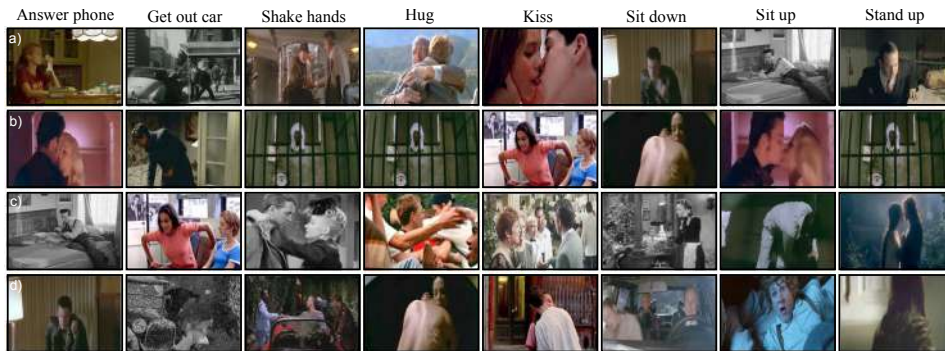 Answer phone Get out car Shake hands Hug Kiss Sit down Sit up Stand up
a)
b)
c)
d)